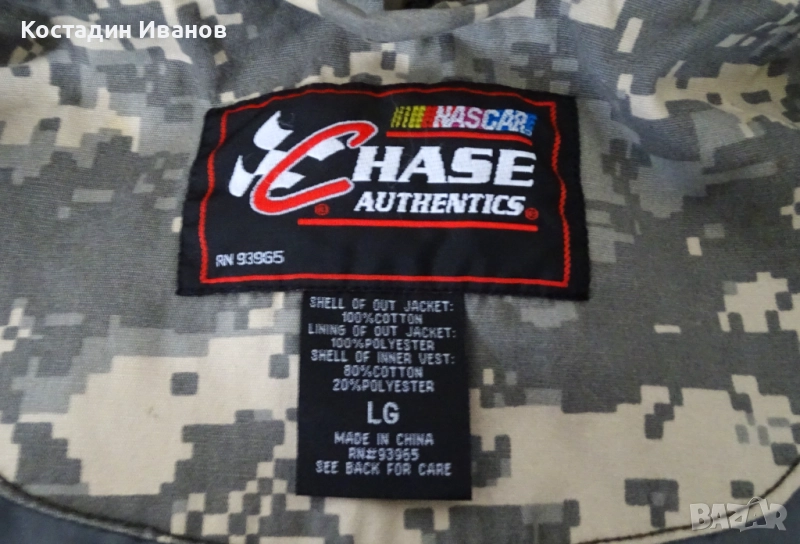 Костадин Иванов
NASCAR
CHASE
AUTHENTICS
RN 93965
SHELL OF OUT JACKET:
100%COTTON
LINING OF OUT JACKET:
100%POLYESTER
SHELL OF INNER VEST:
80%COTTON
20%POLYESTER
LG
MADE IN CHINA
RN#93965
SEE BACK FOR CARE
BAZAR